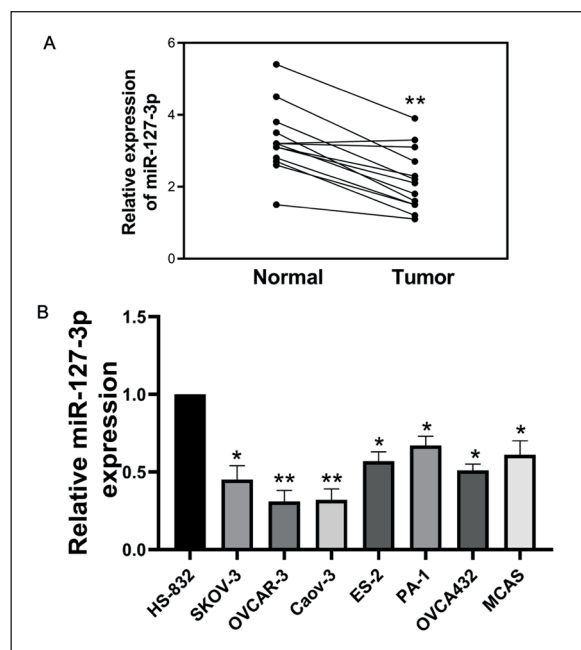 A
Relative expression
of miR-127-3p
6
4
2
0
**
Normal
Tumor
B
Relative miR-127-3p
expression
1.5
1.0
0.5
0.0
*
**
**
*
*
*
*
HS-832
SKOV-3
OVCAR-3
Caov-3
ES-2
PA-1
OVCA432
MCAS